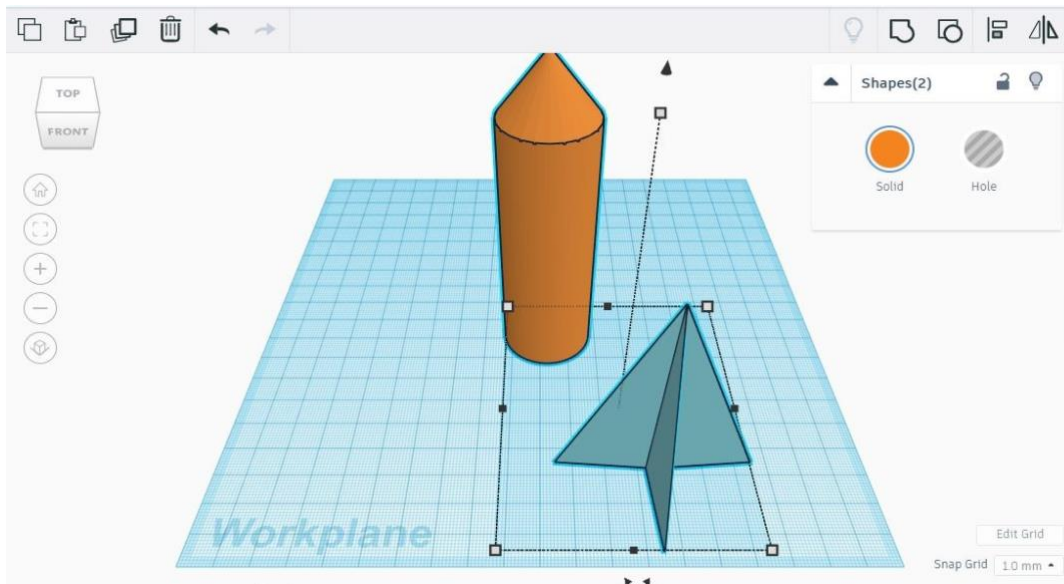 TOP
FRONT
Shapes(2)
Solid
Hole
Workplane
Edit Grid
Snap Grid 1.0 mm